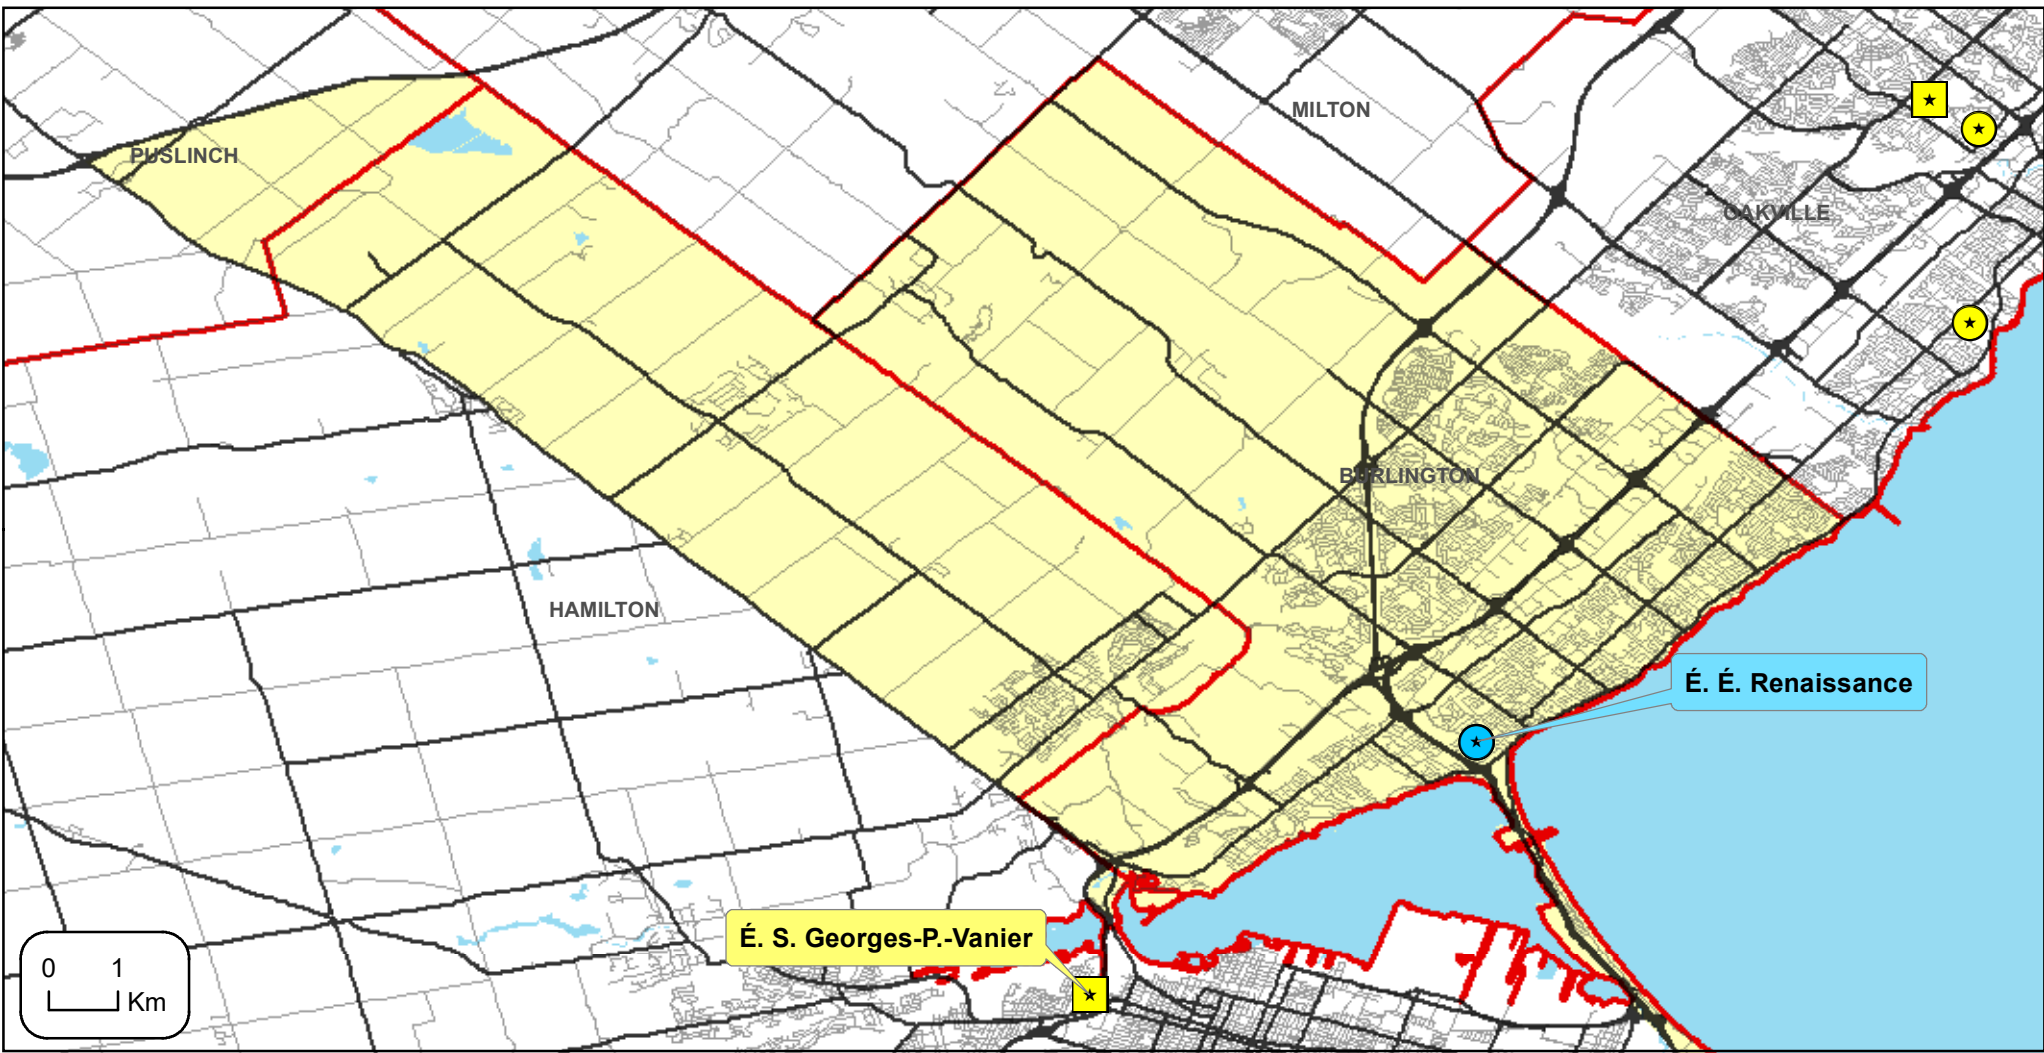 MILTON
PUSLINCH
OAKVILLE
BURLINGTON
HAMILTON
É. É. Renaissance
É. S. Georges-P.-Vanier
0 1
Km